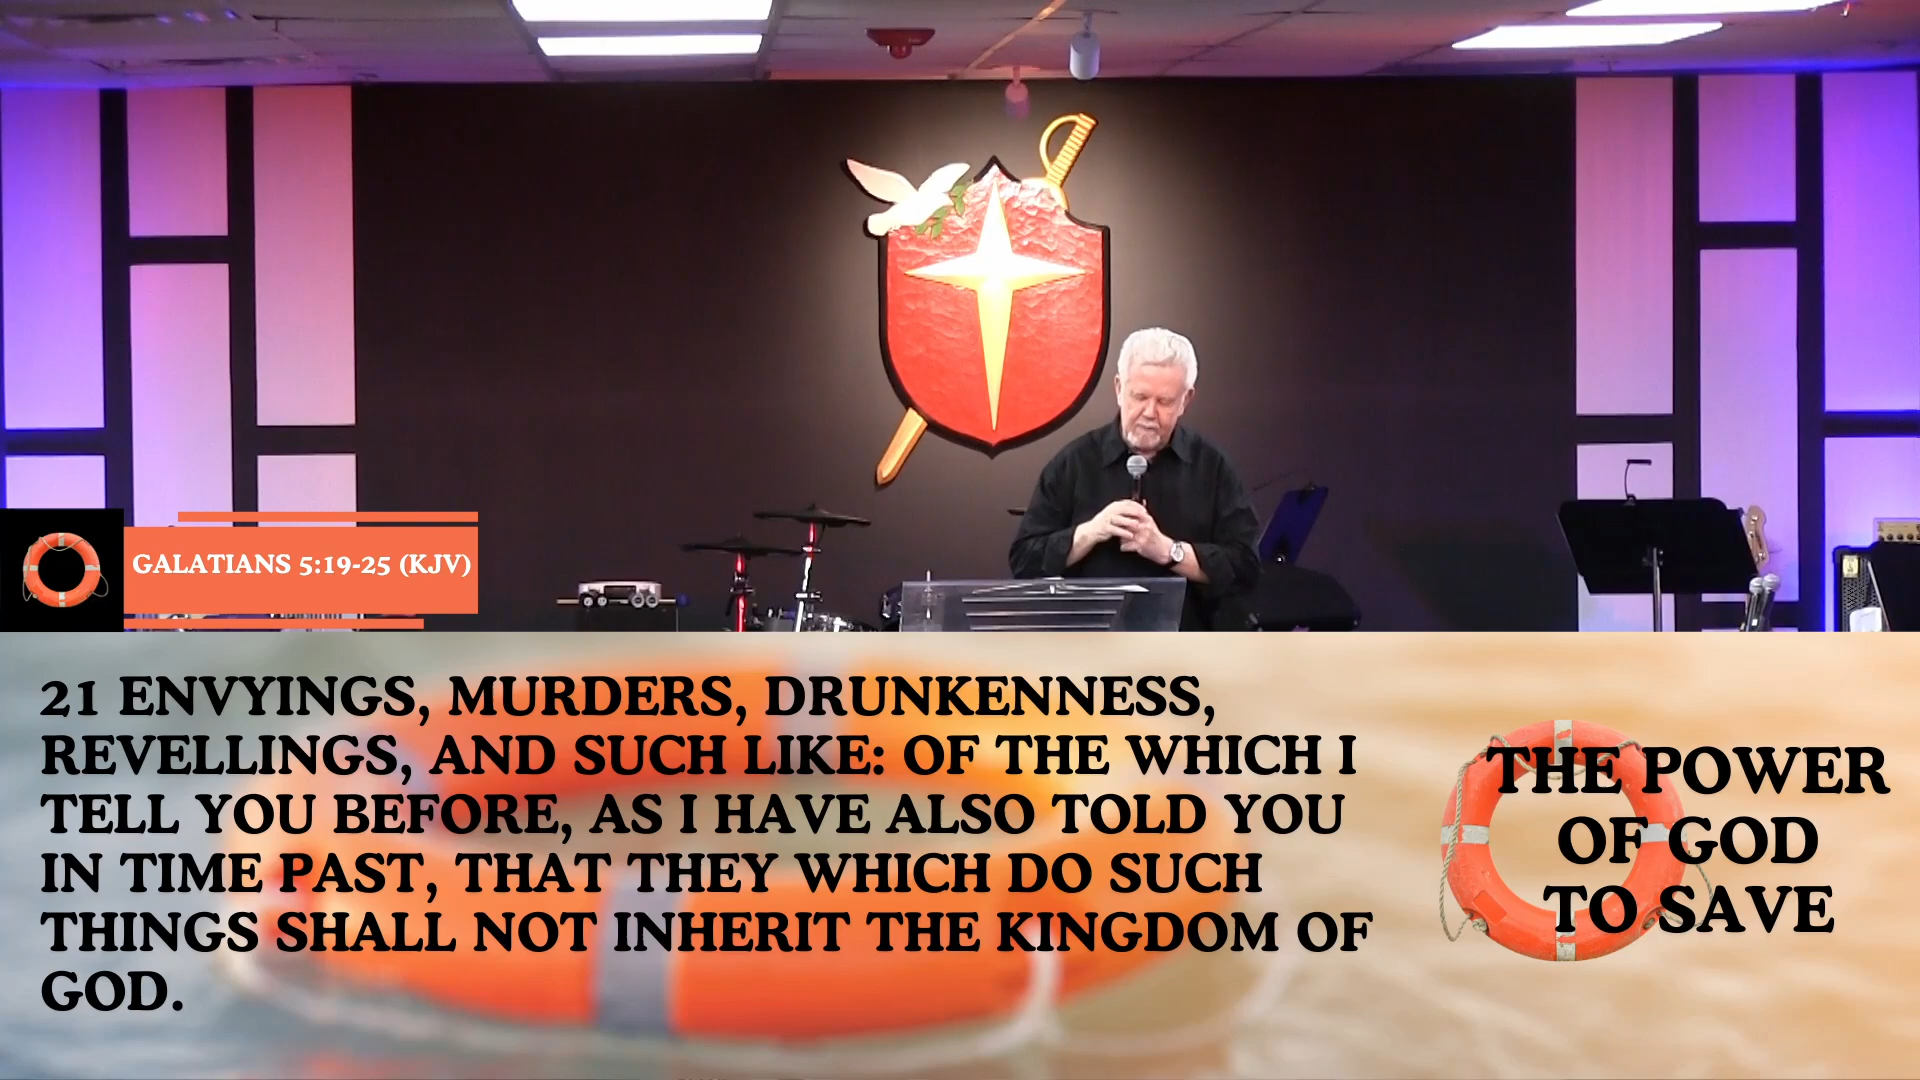 GALATIANS 5:19-25 (KJV)
21 ENVYINGS, MURDERS, DRUNKENNESS,
REVELLINGS, AND SUCH LIKE: OF THE WHICH I
TELL YOU BEFORE, AS I HAVE ALSO TOLD YOU
IN TIME PAST, THAT THEY WHICH DO SUCH
THINGS SHALL NOT INHERIT THE KINGDOM OF
GOD.
THE POWER
OF GOD
TO SAVE